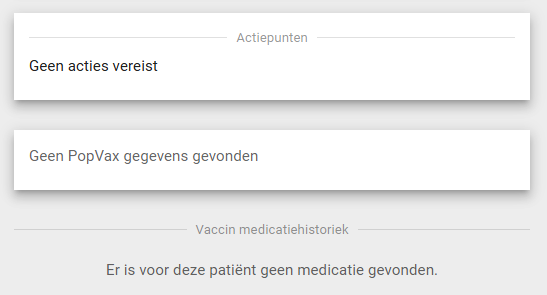 Actiepunten
Geen acties vereist
Geen PopVax gegevens gevonden
Vaccin medicatiehistoriek
Er is voor deze patiënt geen medicatie gevonden.